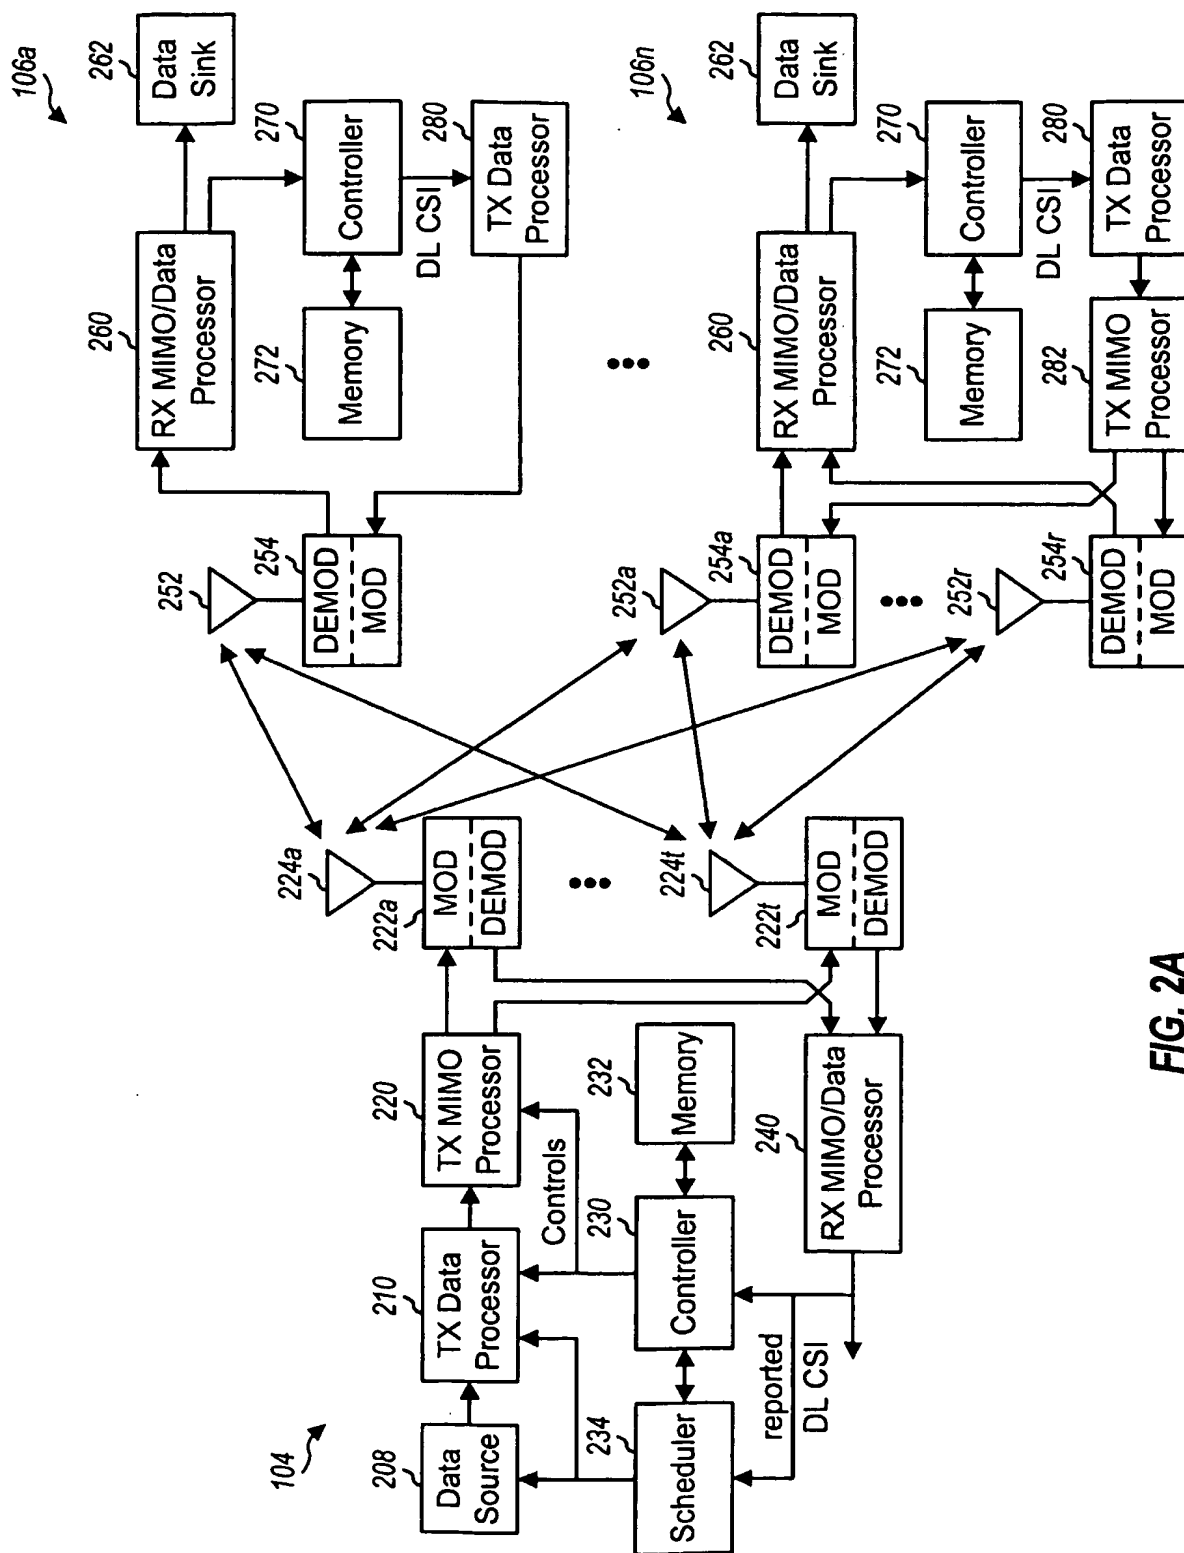 104
208
Data
Source
210
TX Data
Processor
220
TX MIMO
Processor
222a
MOD
DEMOD
224a
234
Scheduler
230
Controller
232
Memory
Controls
reported
DL CSI
240
RX MIMO/Data
Processor
222t
MOD
DEMOD
224t
106a
252
254
DEMOD
MOD
260
RX MIMO/Data
Processor
262
Data
Sink
272
Memory
270
Controller
DL CSI
280
TX Data
Processor
106n
252a
254a
DEMOD
MOD
260
RX MIMO/Data
Processor
262
Data
Sink
272
Memory
270
Controller
DL CSI
252r
254r
DEMOD
MOD
282
TX MIMO
Processor
280
TX Data
Processor
FIG. 2A